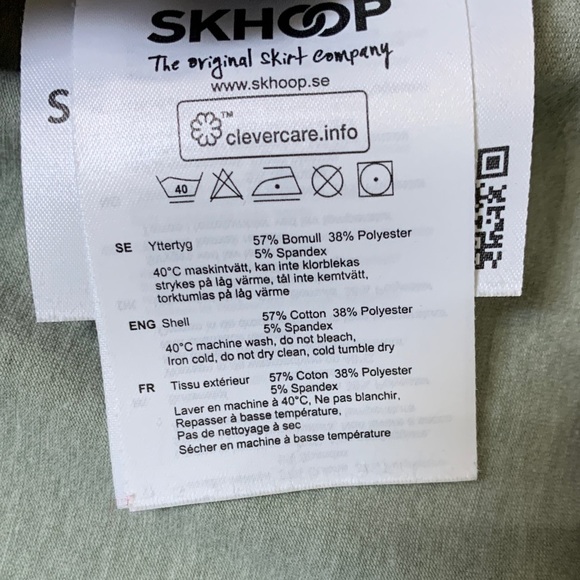 SKHOOP
The original skirt company
www.skhoop.se
S
TM
clevercare.info
40
SE Yttertyg 57% Bomull 38% Polyester
5% Spandex
40°C maskintvätt, kan inte klorblekas
strykes på låg värme, tål inte kemtvätt,
torktumlas på låg värme
ENG Shell 57% Cotton 38% Polyester
5% Spandex
40°C machine wash, do not bleach,
Iron cold, do not dry clean, cold tumble dry
FR Tissu extérieur 57% Coton 38% Polyester
5% Spandex
Laver en machine à 40°C, Ne pas blanchir,
Repasser à basse température,
Pas de nettoyage à sec
Sécher en machine à basse température